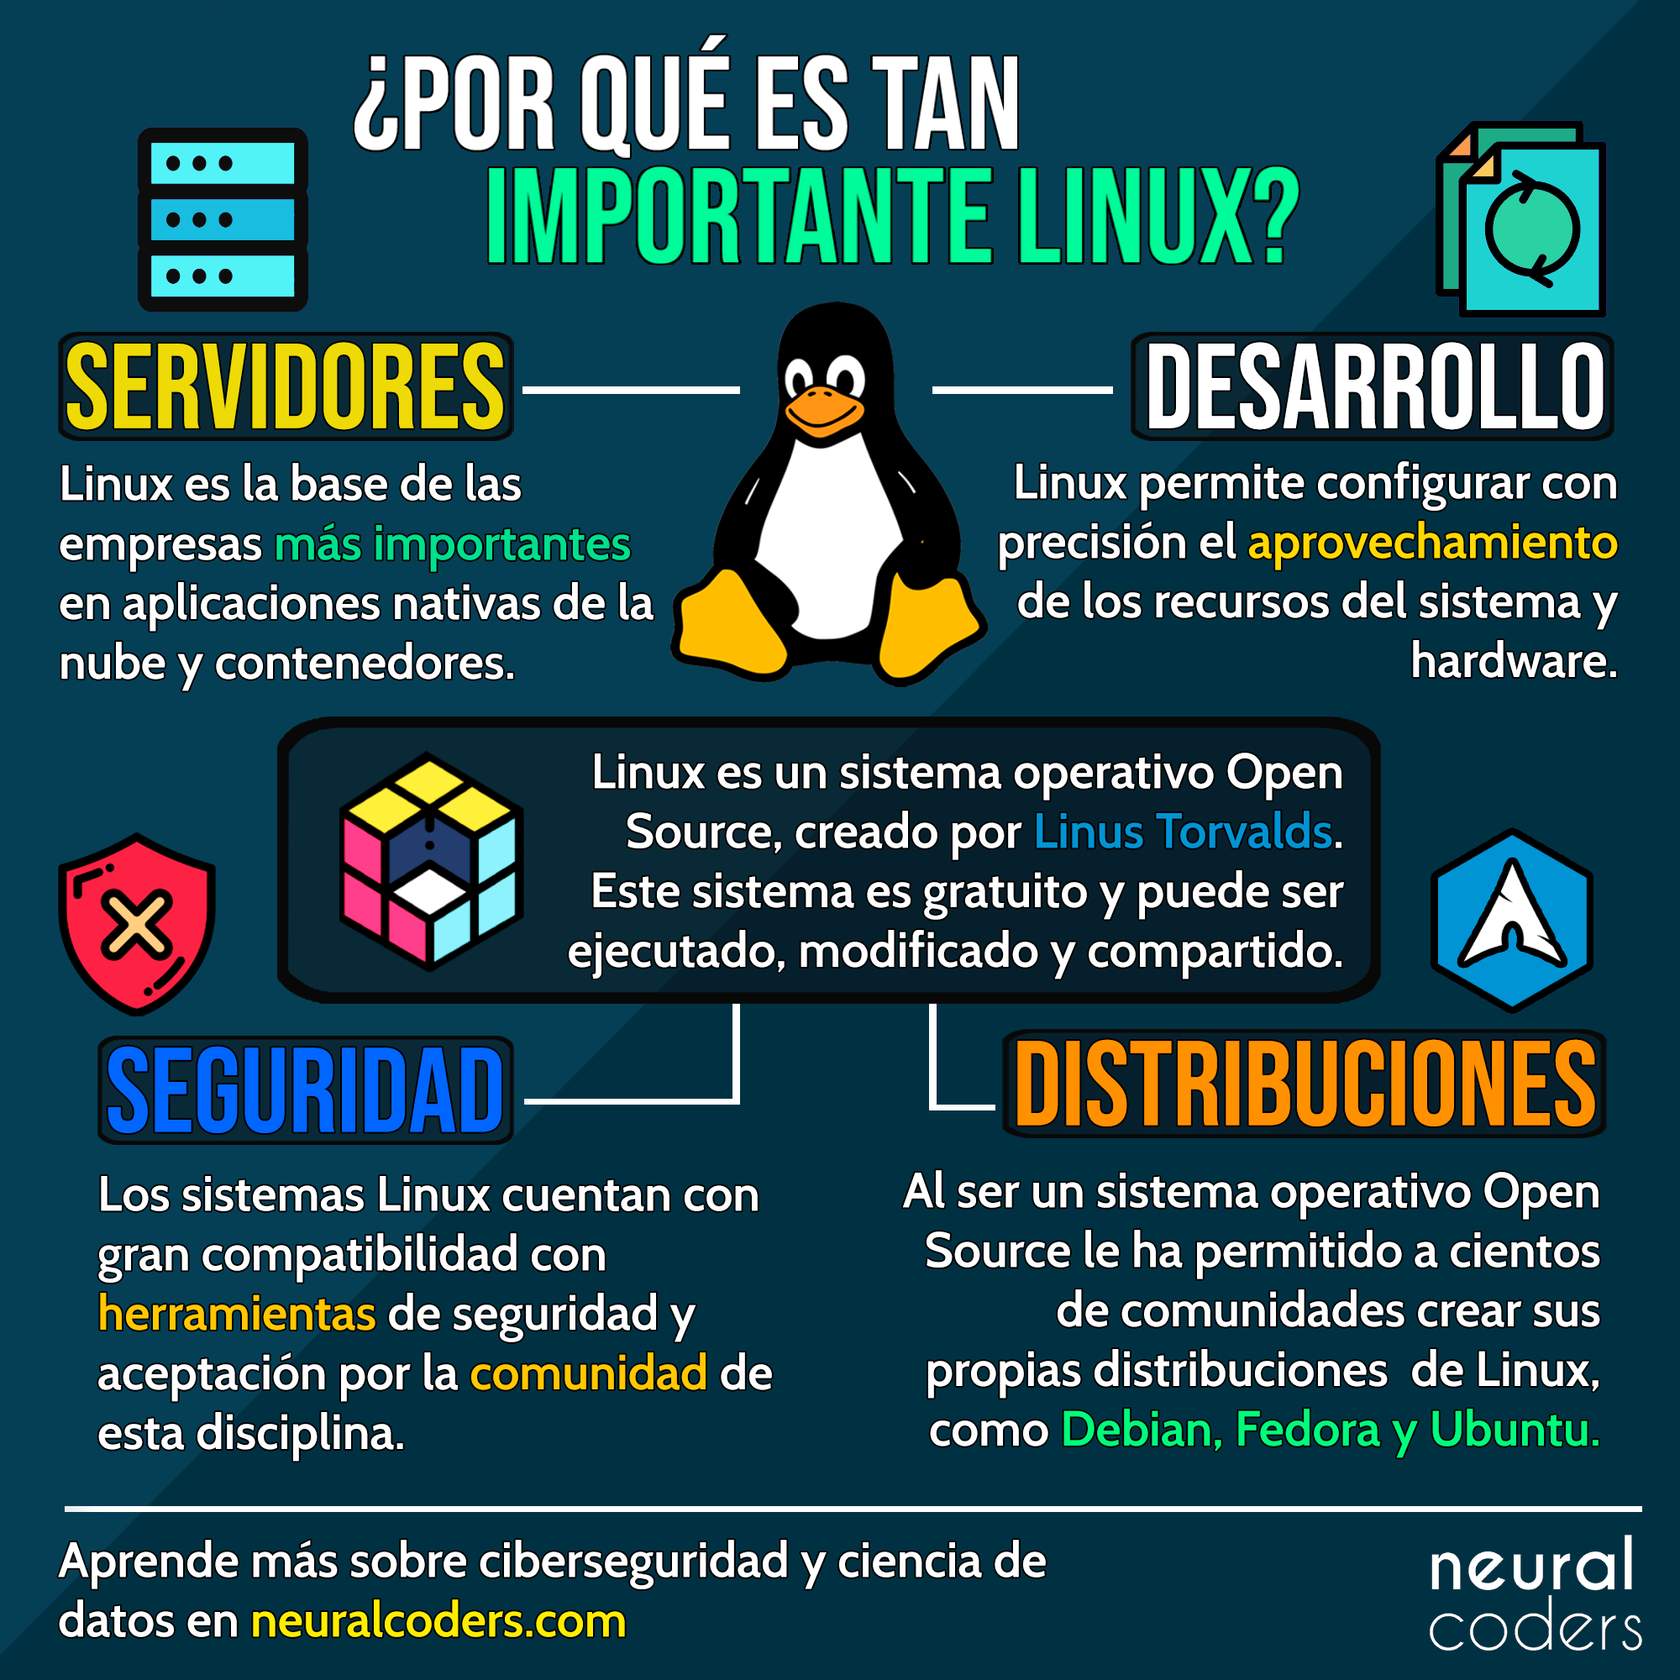 ¿POR QUÉ ES TAN
IMPORTANTE LINUX?
SERVIDORES
Linux es la base de las
empresas más importantes
en aplicaciones nativas de la
nube y contenedores.
DESARROLLO
Linux permite configurar con
precisión el aprovechamiento
de los recursos del sistema y
hardware.
Linux es un sistema operativo Open
Source, creado por Linus Torvalds.
Este sistema es gratuito y puede ser
ejecutado, modificado y compartido.
SEGURIDAD
Los sistemas Linux cuentan con
gran compatibilidad con
herramientas de seguridad y
aceptación por la comunidad de
esta disciplina.
DISTRIBUCIONES
Al ser un sistema operativo Open
Source le ha permitido a cientos
de comunidades crear sus
propias distribuciones  de Linux,
como Debian, Fedora y Ubuntu.
Aprende más sobre ciberseguridad y ciencia de
datos en neuralcoders.com
neural
coders